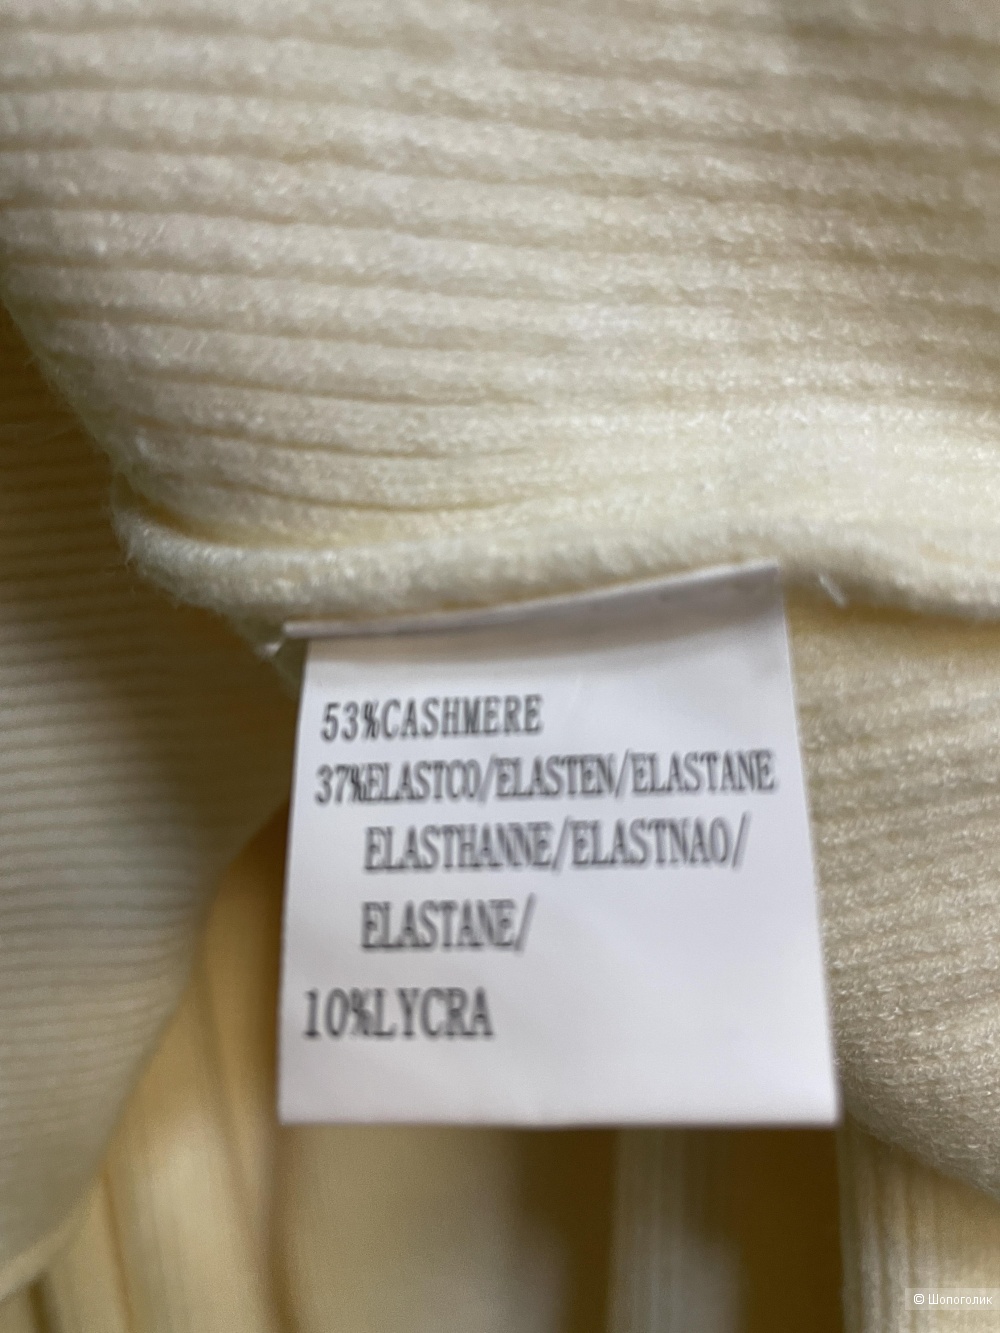 53%CASHMERE
37%ELASTCO/ELASTEN/ELASTANE
ELASTHANNE/ELASTNAO/
ELASTANE/
10%LYCRA
© Шопоголик